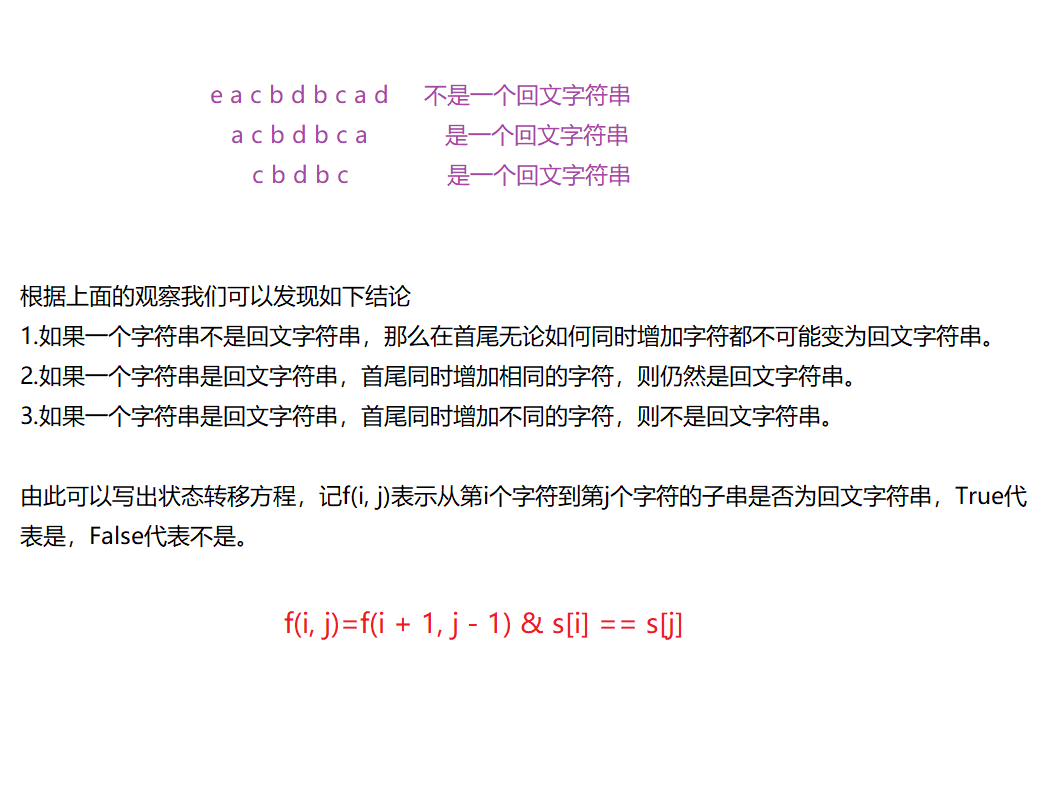 e a c b d b c a d 不是一个回文字符串
a c b d b c a 是一个回文字符串
c b d b c 是一个回文字符串
根据上面的观察我们可以发现如下结论
1.如果一个字符串不是回文字符串，那么在首尾无论如何同时增加字符都不可能变为回文字符串。
2.如果一个字符串是回文字符串，首尾同时增加相同的字符，则仍然是回文字符串。
3.如果一个字符串是回文字符串，首尾同时增加不同的字符，则不是回文字符串。
由此可以写出状态转移方程，记f(i, j)表示从第i个字符到第j个字符的子串是否为回文字符串，True代
表是，False代表不是。
f(i, j)=f(i + 1, j - 1) & s[i] == s[j]